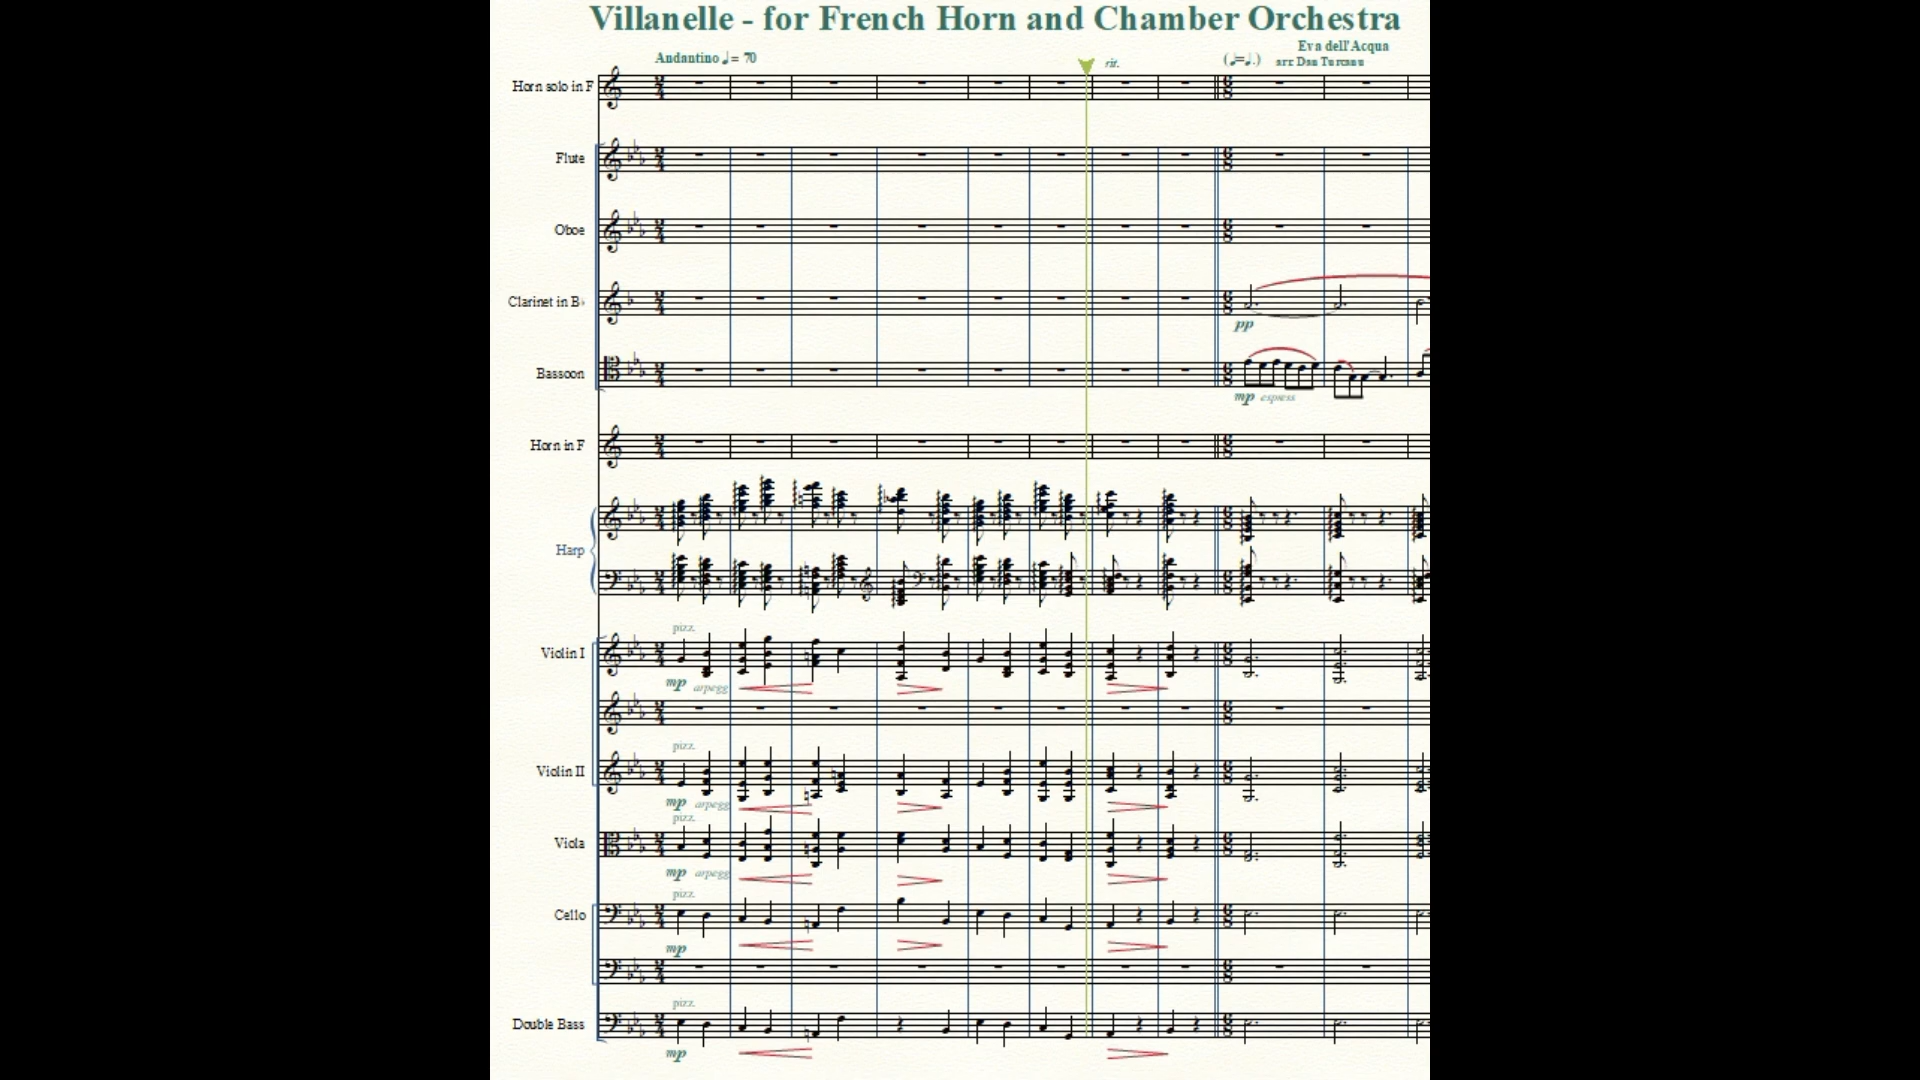 Villanelle - for French Horn and Chamber Orchestra
Eva dell'Acqua
Andantino ♩ = 70
rit.
(♩=♩.)
arr. Dan Turcanu
Horn solo in F
Flute
Oboe
Clarinet in B♭
pp
Bassoon
mp espress
Horn in F
Harp
pizz.
Violin I
mp arpegg
pizz.
Violin II
mp arpegg
pizz.
Viola
mp arpegg
pizz.
Cello
mp
pizz.
Double Bass
mp